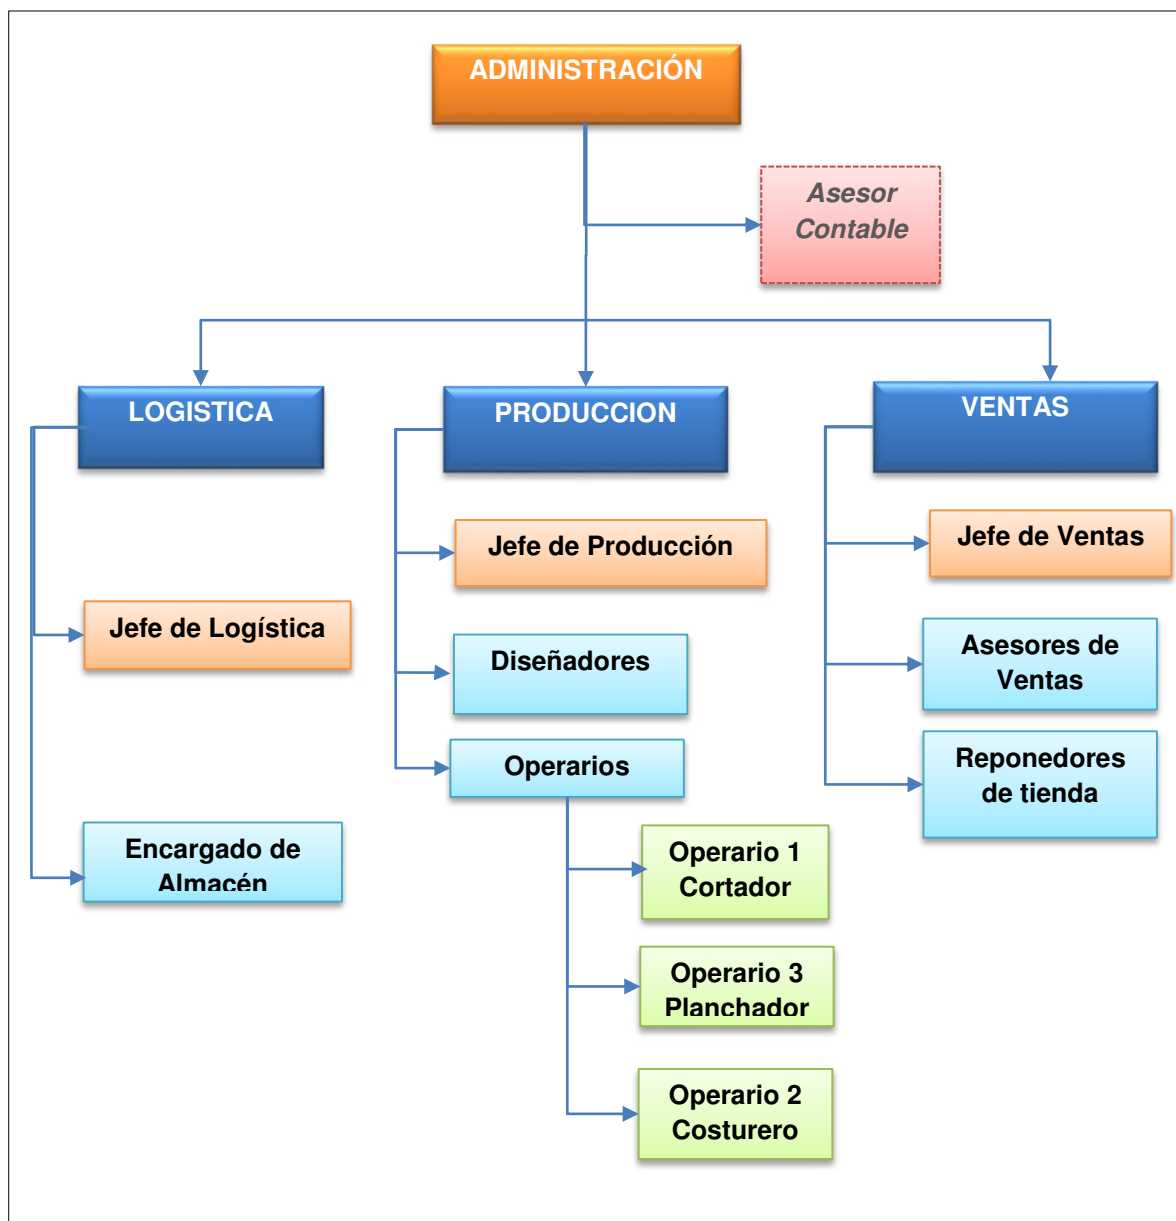 ADMINISTRACIÓN
Asesor
Contable
LOGISTICA
PRODUCCION
VENTAS
Jefe de Logística
Encargado de
Almacén
Jefe de Producción
Diseñadores
Operarios
Operario 1
Cortador
Operario 3
Planchador
Operario 2
Costurero
Jefe de Ventas
Asesores de
Ventas
Reponedores
de tienda